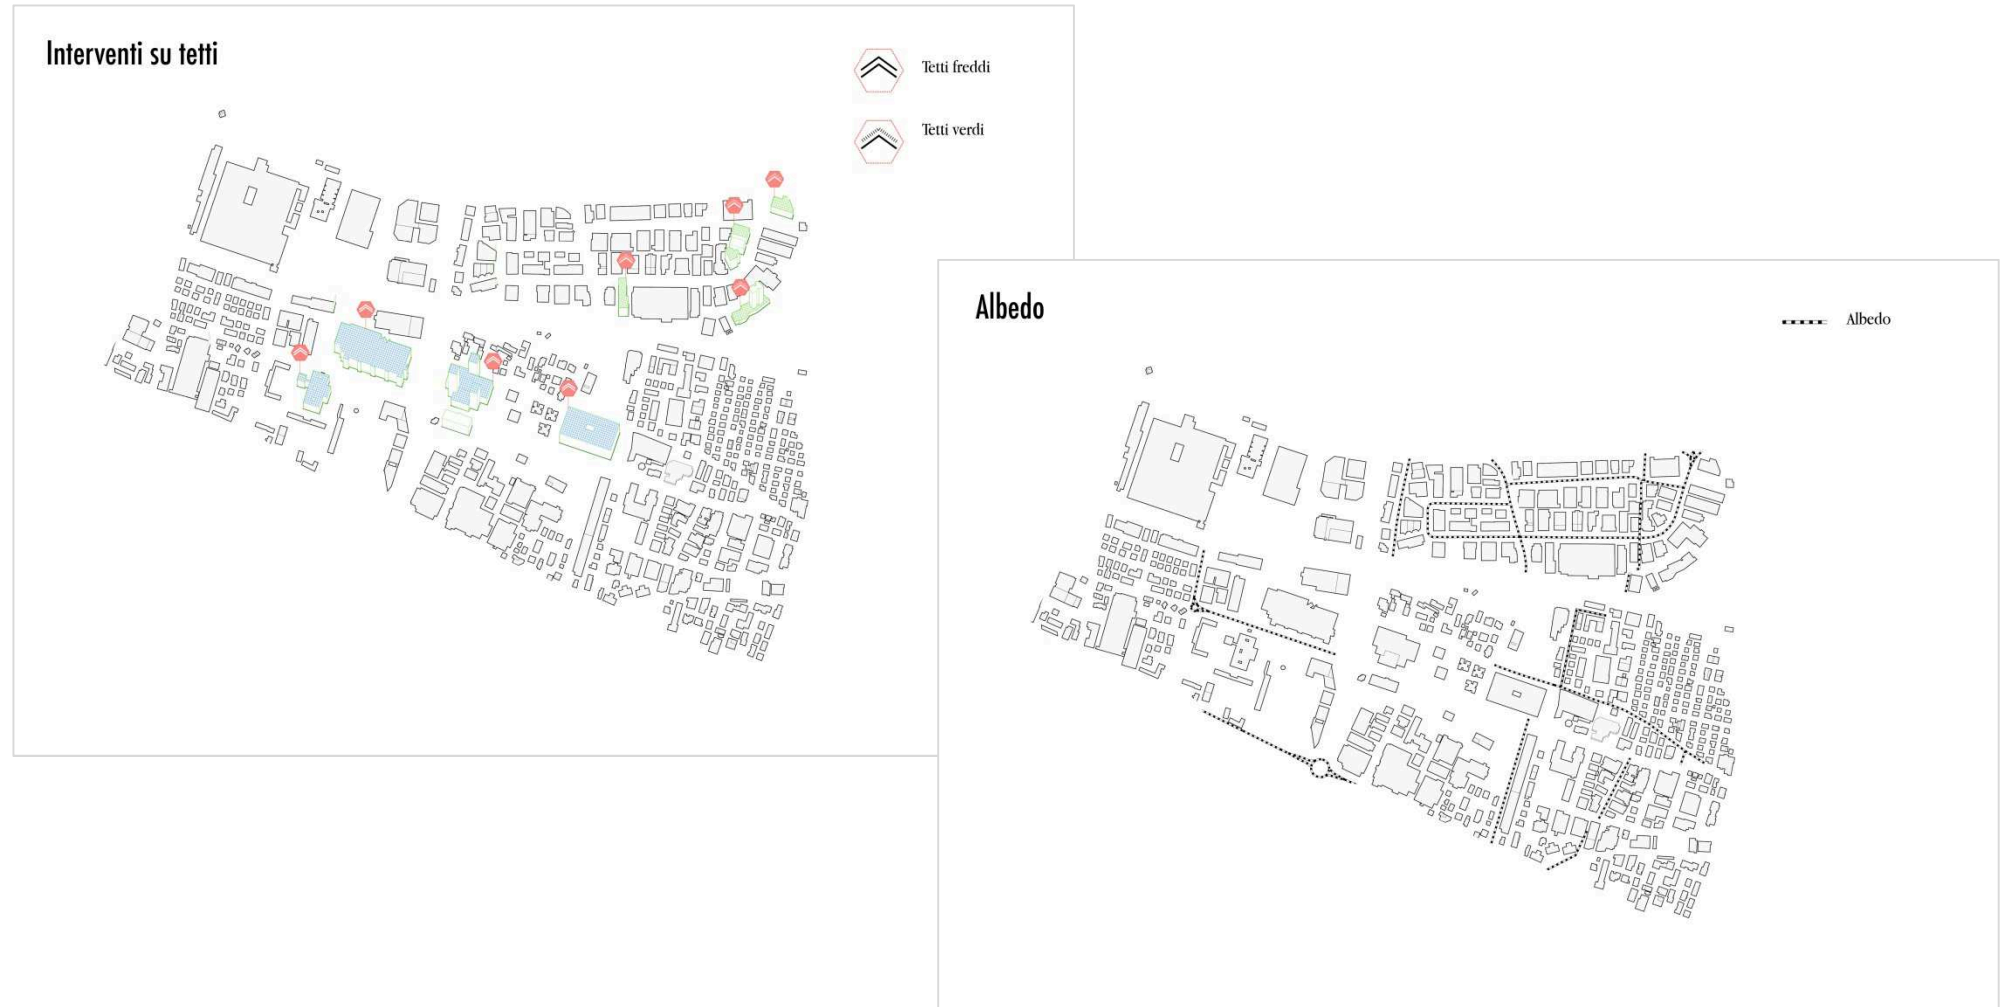 Interventi su tetti
Tetti freddi
Tetti verdi
Albedo
Albedo